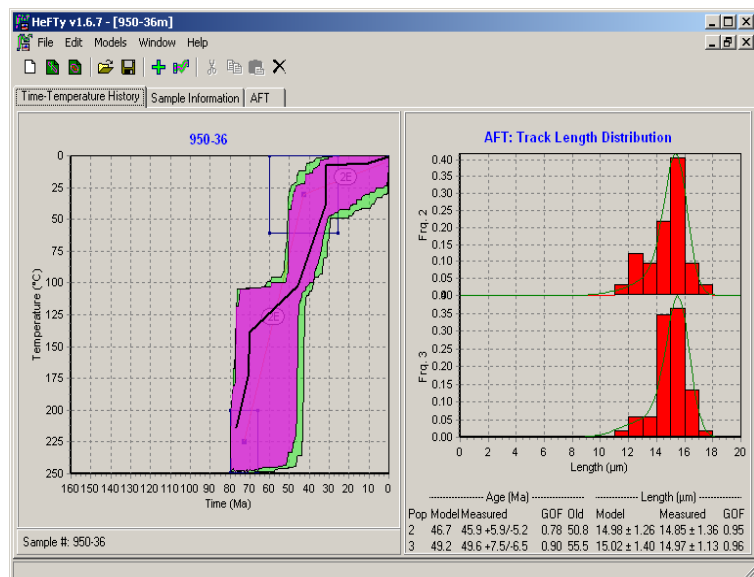 HeFTy v1.6.7 - [950-36m]
File Edit Models Window Help
Time-Temperature History Sample Information AFT
950-36
0
25
50
75
100
125
150
175
200
225
250
Temperature (°C)
2E
2E
160 150 140 130 120 110 100 90 80 70 60 50 40 30 20 10 0
Time (Ma)
Sample #: 950-36
AFT: Track Length Distribution
0.40
0.35
0.30
0.25
0.20
0.15
0.10
0.05
Frq. 2
0.35
0.30
0.25
0.20
0.15
0.10
0.05
0.00
Frq. 3
0 2 4 6 8 10 12 14 16 18 20
Length (µm)
Age (Ma) Length (µm)
Pop Model Measured GOF Old Model Measured GOF
2 46.7 45.9 +5.9/-5.2 0.78 50.8 14.98 ± 1.26 14.85 ± 1.36 0.95
3 49.2 49.6 +7.5/-6.5 0.90 55.5 15.02 ± 1.40 14.97 ± 1.13 0.96